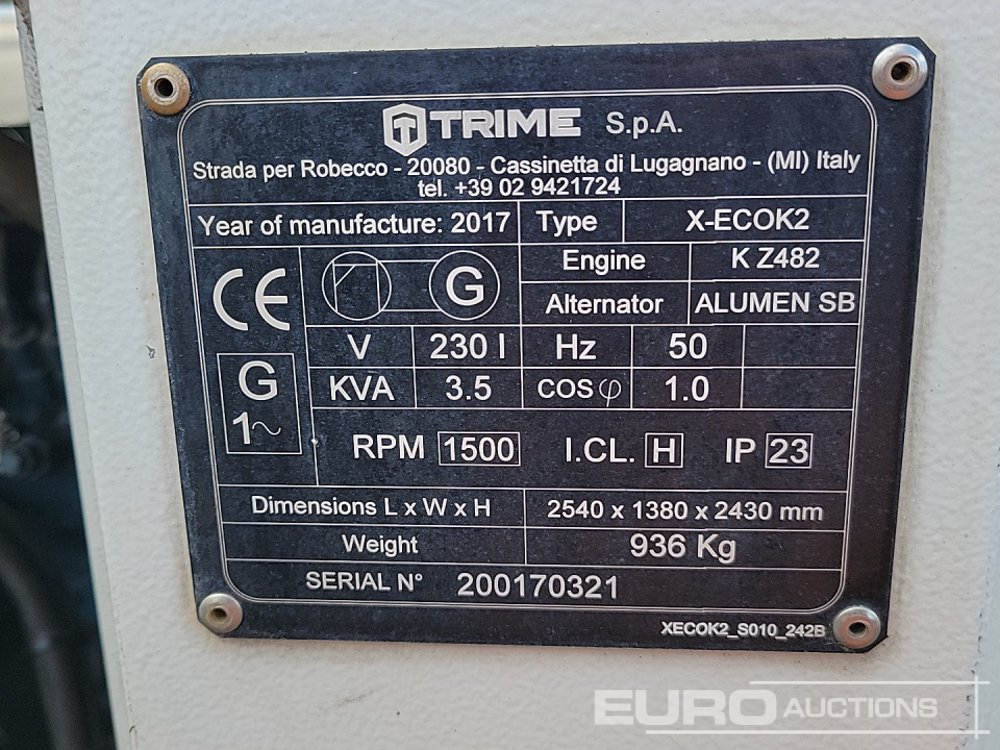 TRIME S.p.A.
Strada per Robecco - 20080 - Cassinetta di Lugagnano - (MI) Italy
tel. +39 02 9421724
Year of manufacture: 2017 Type X-ECOK2
CE G Engine K Z482
Alternator ALUMEN SB
V 230 I Hz 50
G 1~ KVA 3.5 COS φ 1.0
RPM 1500 I.CL. H IP 23
Dimensions L x W x H 2540 x 1380 x 2430 mm
Weight 936 Kg
SERIAL N° 200170321
XECOK2_S010_242B
EURO AUCTIONS